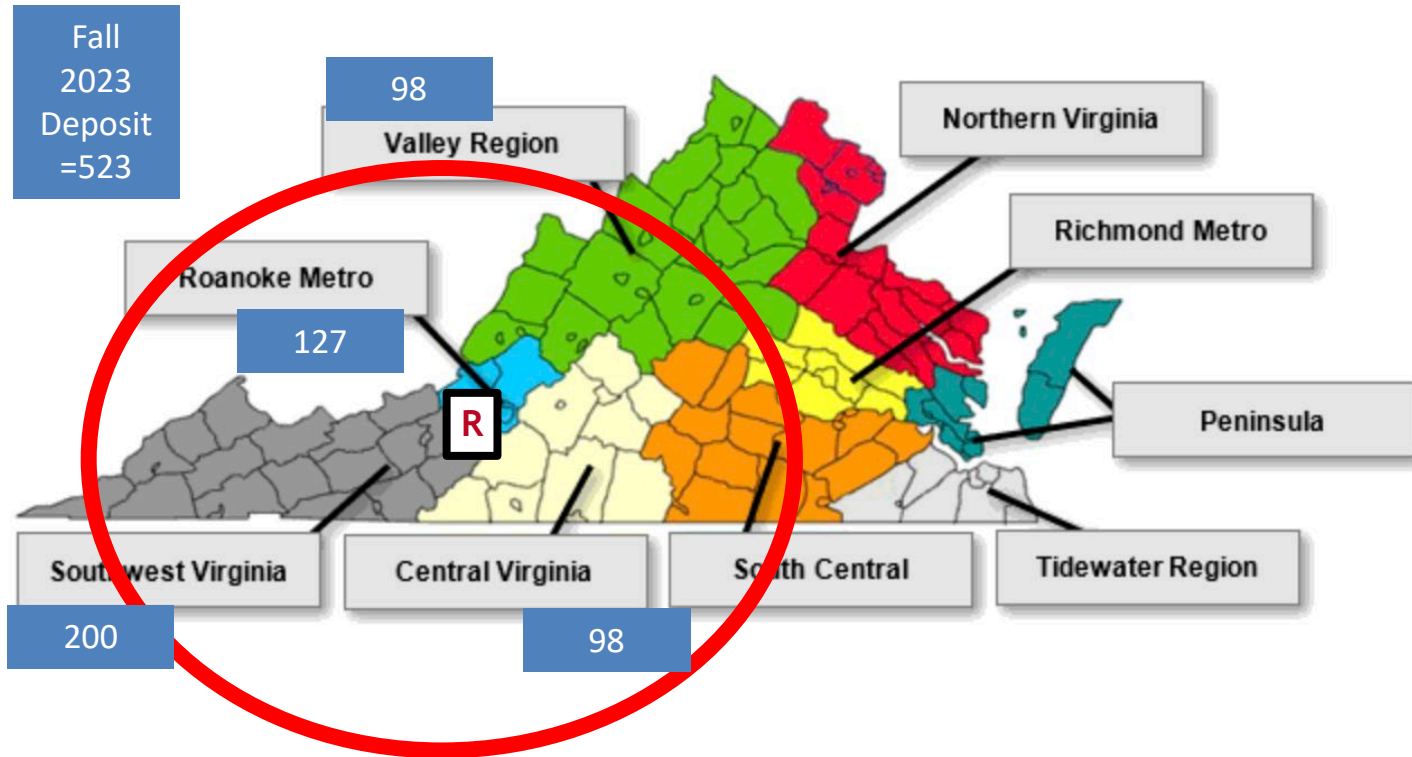 Fall
2023
Deposit
=523
98
Valley Region
Northern Virginia
Richmond Metro
Roanoke Metro
127
R
Peninsula
Southwest Virginia
Central Virginia
South Central
Tidewater Region
200
98